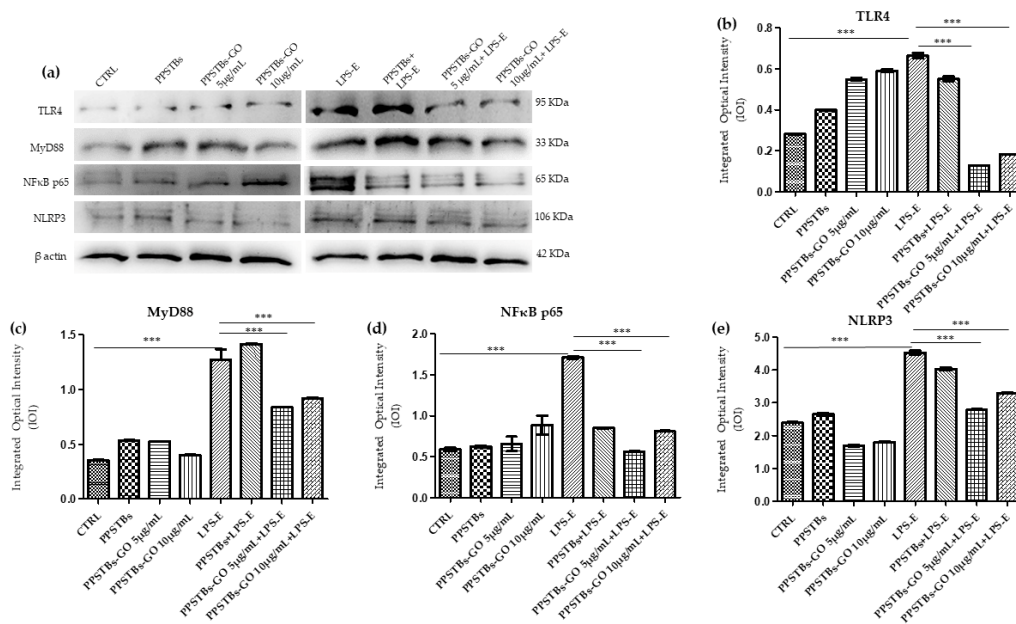 (a)
CTRL
PPSTBs
PPSTBs-GO
5µg/mL
PPSTBs-GO
10µg/mL
LPS-E
PPSTBs+
LPS-E
PPSTBs-GO
5 µg/mL+ LPS-E
PPSTBs-GO
10µg/mL+ LPS-E
TLR4
95 KDa
MyD88
33 KDa
NFκB p65
65 KDa
NLRP3
106 KDa
β actin
42 KDa
(b)
TLR4
***
***
***
Integrated Optical Intensity
(IOI)
0.8
0.6
0.4
0.2
0.0
CTRL
PPSTBs
PPSTBs-GO 5µg/mL
PPSTBs-GO 10µg/mL
LPS-E
PPSTBs+LPS-E
PPSTBs-GO 5µg/mL+LPS-E
PPSTBs-GO 10µg/mL+LPS-E
(c)
MyD88
***
***
***
Integrated Optical Intensity
(IOI)
1.5
1.0
0.5
0.0
CTRL
PPSTBs
PPSTBs-GO 5µg/mL
PPSTBs-GO 10µg/mL
LPS-E
PPSTBs+LPS-E
PPSTBs-GO 5µg/mL+LPS-E
PPSTBs-GO 10µg/mL+LPS-E
(d)
NFκB p65
***
***
***
Integrated Optical Intensity
(IOI)
2.0
1.5
1.0
0.5
0.0
CTRL
PPSTBs
PPSTBs-GO 5µg/mL
PPSTBs-GO 10µg/mL
LPS-E
PPSTBs+LPS-E
PPSTBs-GO 5µg/mL+LPS-E
PPSTBs-GO 10µg/mL+LPS-E
(e)
NLRP3
***
***
***
Integrated Optical Intensity
(IOI)
5.0
4.0
3.0
2.0
1.0
0.0
CTRL
PPSTBs
PPSTBs-GO 5µg/mL
PPSTBs-GO 10µg/mL
LPS-E
PPSTBs+LPS-E
PPSTBs-GO 5µg/mL+LPS-E
PPSTBs-GO 10µg/mL+LPS-E